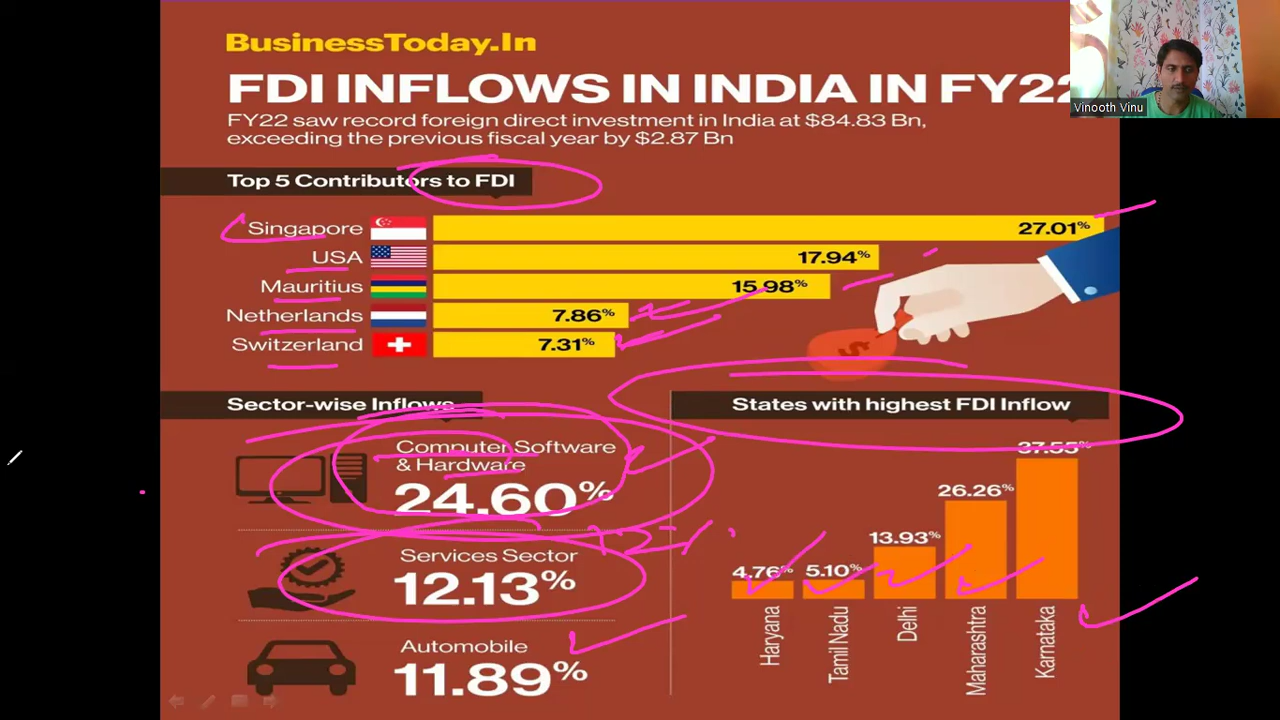 BusinessToday.In
FDI INFLOWS IN INDIA IN FY22
Vinooth Vinu
FY22 saw record foreign direct investment in India at $84.83 Bn,
exceeding the previous fiscal year by $2.87 Bn
Top 5 Contributors to FDI
Singapore 27.01%
USA 17.94%
Mauritius 15.98%
Netherlands 7.86%
Switzerland 7.31%
Sector-wise Inflows
Computer Software
& Hardware
24.60%
Services Sector
12.13%
Automobile
11.89%
States with highest FDI Inflow
4.76% 5.10% 13.93% 26.26% 37.55%
Haryana
Tamil Nadu
Delhi
Maharashtra
Karnataka